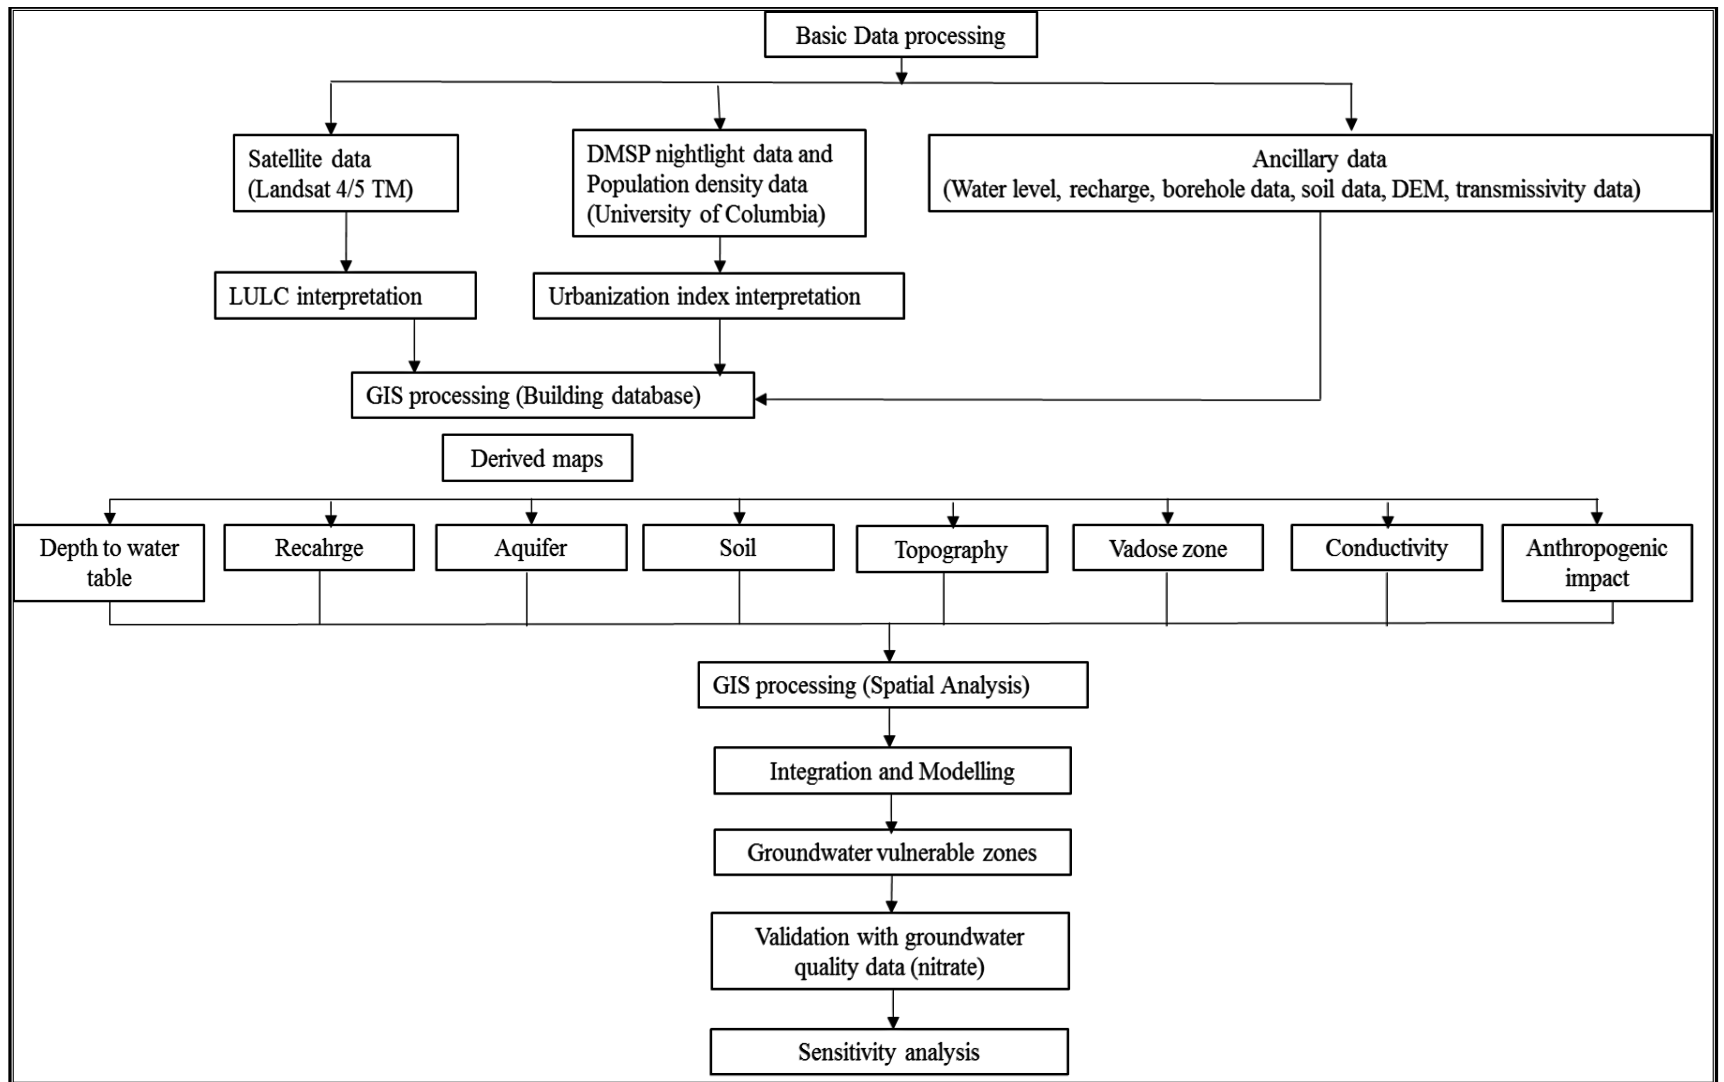 Basic Data processing
Satellite data
(Landsat 4/5 TM)
DMSP nightlight data and
Population density data
(University of Columbia)
Ancillary data
(Water level, recharge, borehole data, soil data, DEM, transmissivity data)
LULC interpretation
Urbanization index interpretation
GIS processing (Building database)
Derived maps
Depth to water
table
Recahrge
Aquifer
Soil
Topography
Vadose zone
Conductivity
Anthropogenic
impact
GIS processing (Spatial Analysis)
Integration and Modelling
Groundwater vulnerable zones
Validation with groundwater
quality data (nitrate)
Sensitivity analysis